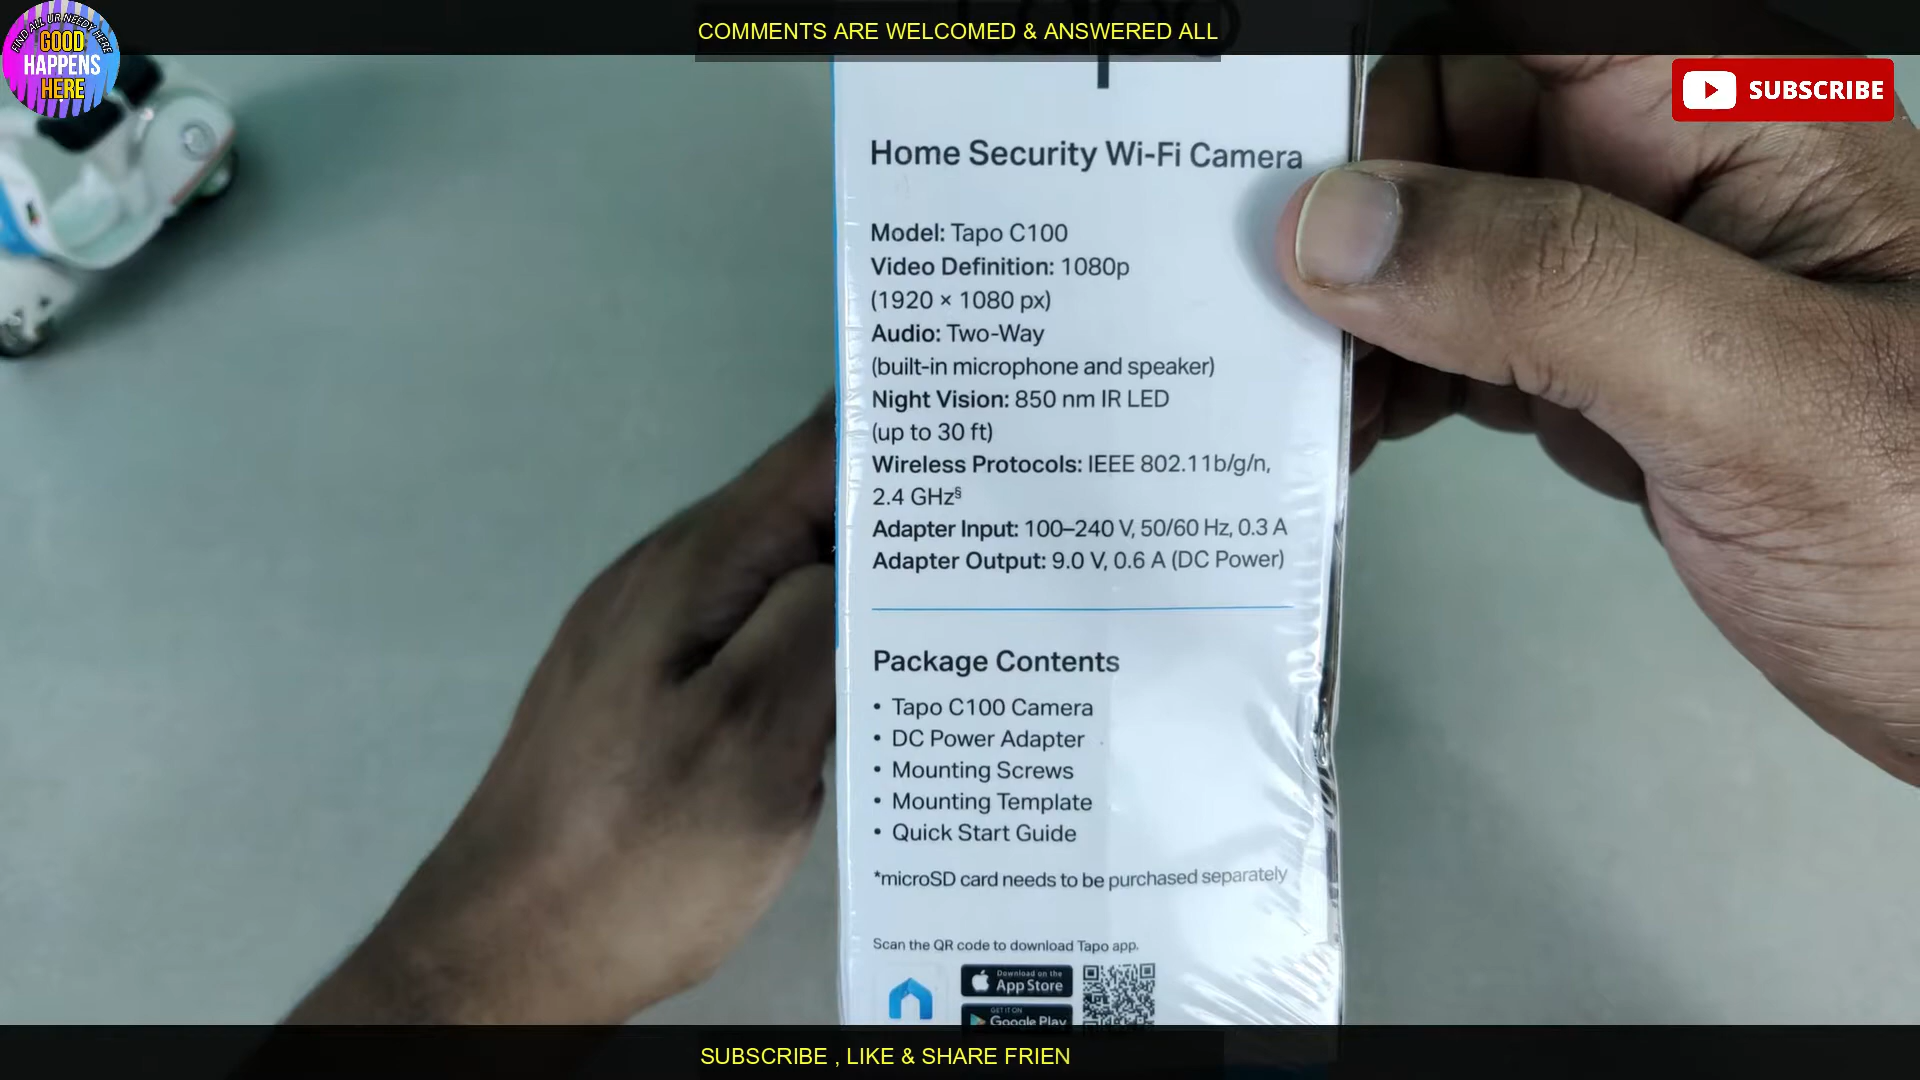 COMMENTS ARE WELCOMED & ANSWERED ALL
FIND ALL UR NEEDY HERE
GOOD
HAPPENS
HERE
SUBSCRIBE
Home Security Wi-Fi Camera
Model: Tapo C100
Video Definition: 1080p
(1920 × 1080 px)
Audio: Two-Way
(built-in microphone and speaker)
Night Vision: 850 nm IR LED
(up to 30 ft)
Wireless Protocols: IEEE 802.11b/g/n,
2.4 GHz§
Adapter Input: 100–240 V, 50/60 Hz, 0.3 A
Adapter Output: 9.0 V, 0.6 A (DC Power)
Package Contents
• Tapo C100 Camera
• DC Power Adapter
• Mounting Screws
• Mounting Template
• Quick Start Guide
*microSD card needs to be purchased separately
Scan the QR code to download Tapo app.
Download on the
App Store
GET IT ON
Google Play
SUBSCRIBE , LIKE & SHARE FRIEN